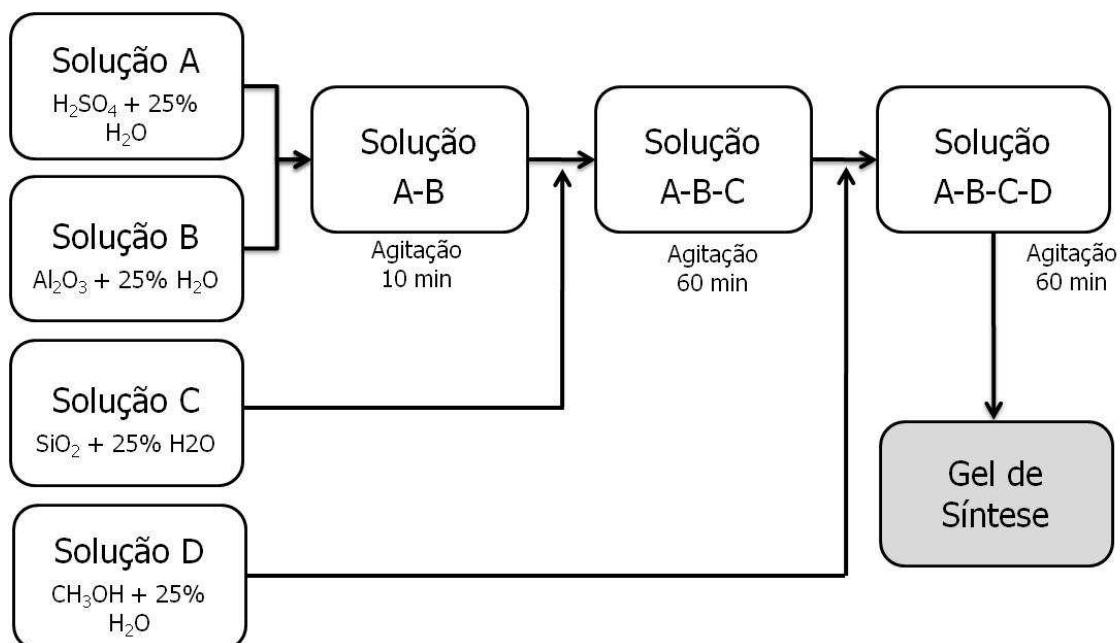 Solução A
H₂SO₄ + 25%
H₂O
Solução B
Al₂O₃ + 25% H₂O
Solução C
SiO₂ + 25% H2O
Solução D
CH₃OH + 25%
H₂O
Solução
A-B
Agitação
10 min
Solução
A-B-C
Agitação
60 min
Solução
A-B-C-D
Agitação
60 min
Gel de
Síntese